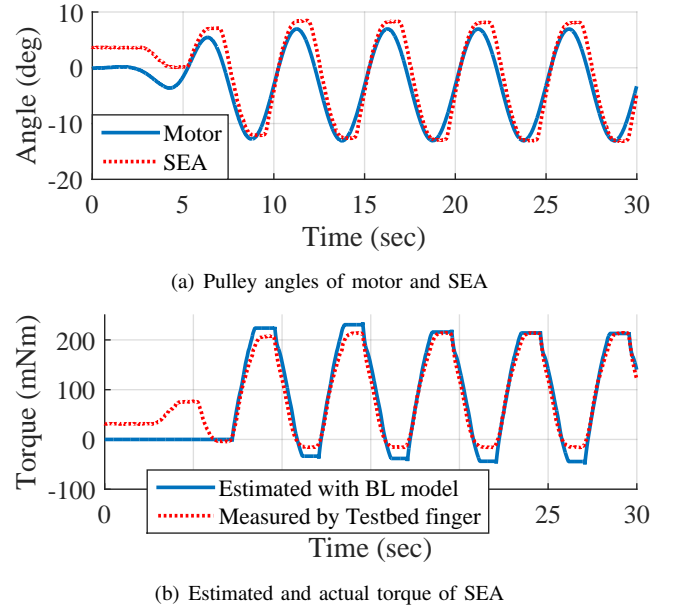 10
0
-10
-20
Angle (deg)
Motor
SEA
0 5 10 15 20 25 30
Time (sec)
(a) Pulley angles of motor and SEA
200
100
0
-100
Torque (mNm)
Estimated with BL model
Measured by Testbed finger
25 30
Time (sec)
(b) Estimated and actual torque of SEA